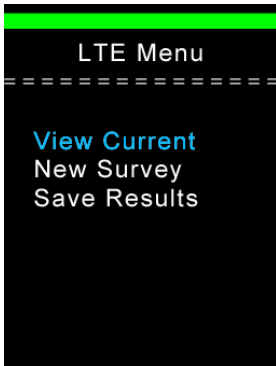 LTE Menu
================
View Current
New Survey
Save Results